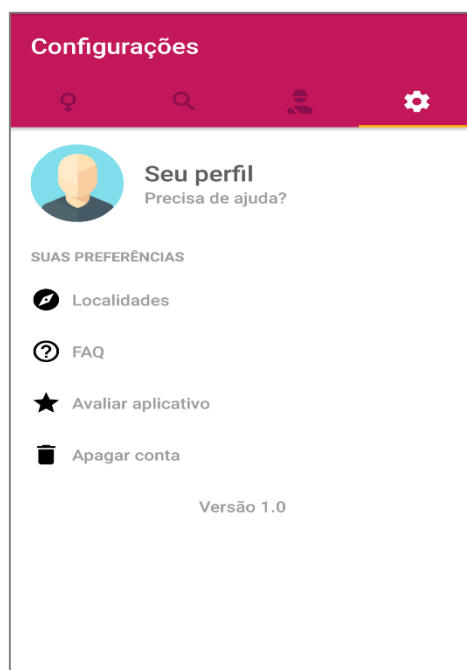 Configurações
Seu perfil
Precisa de ajuda?
SUAS PREFERÊNCIAS
Localidades
FAQ
Avaliar aplicativo
Apagar conta
Versão 1.0